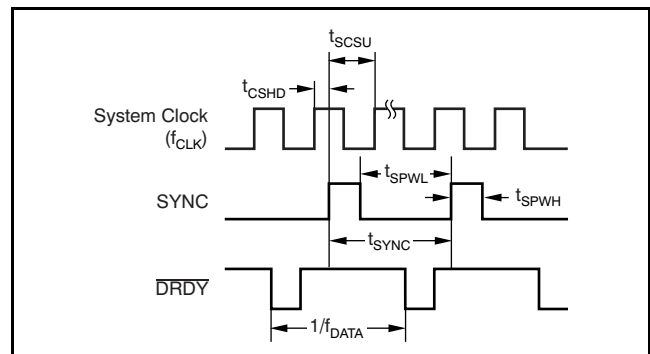 tSCSU
tCSHD
System Clock
(fCLK)
tSPWL
SYNC
tSPWH
tSYNC
DRDY
1/fDATA